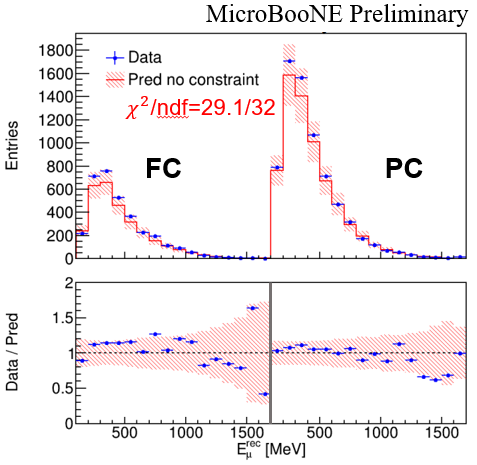 MicroBooNE Preliminary
Entries
1800
1600
1400
1200
1000
800
600
400
200
0
Data
Pred no constraint
χ²/ndf=29.1/32
FC
PC
Data / Pred
2
1.5
1
0.5
0
500 1000 1500 500 1000 1500
E_μ^rec [MeV]